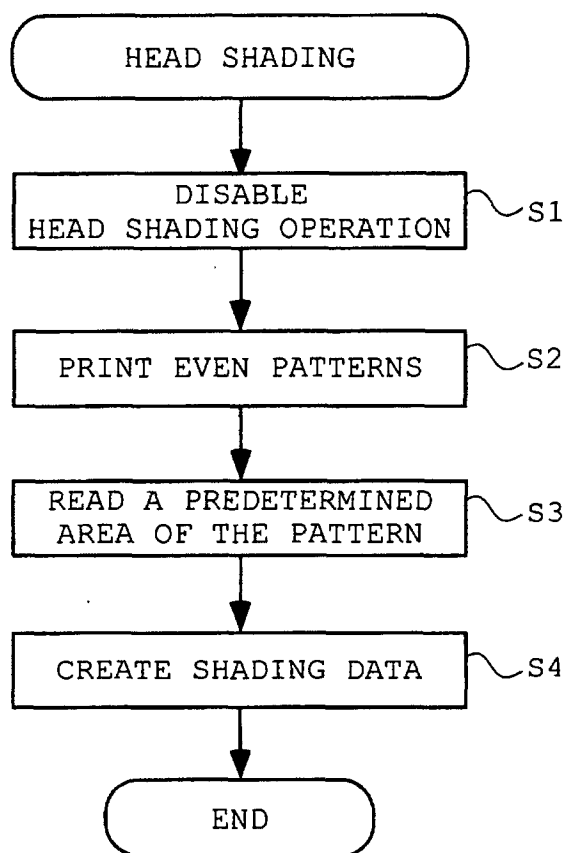 HEAD SHADING
DISABLE
HEAD SHADING OPERATION
S1
PRINT EVEN PATTERNS
S2
READ A PREDETERMINED
AREA OF THE PATTERN
S3
CREATE SHADING DATA
S4
END